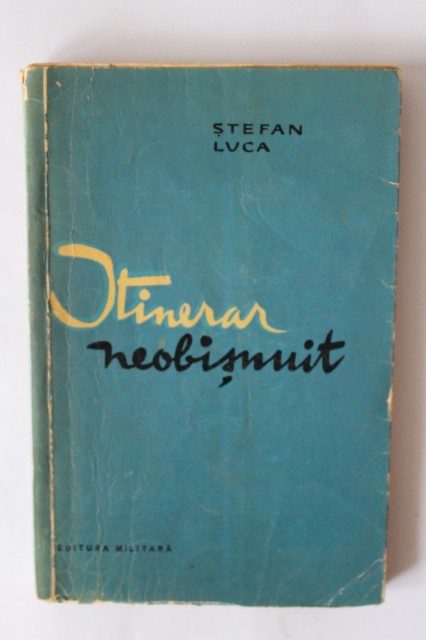 ȘTEFAN
LUCA
Itinerar
neobișnuit
EDITURA MILITARĂ